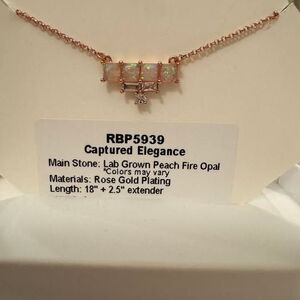 RBP5939
Captured Elegance
Main Stone: Lab Grown Peach Fire Opal
*Colors may vary
Materials: Rose Gold Plating
Length: 18" + 2.5" extender